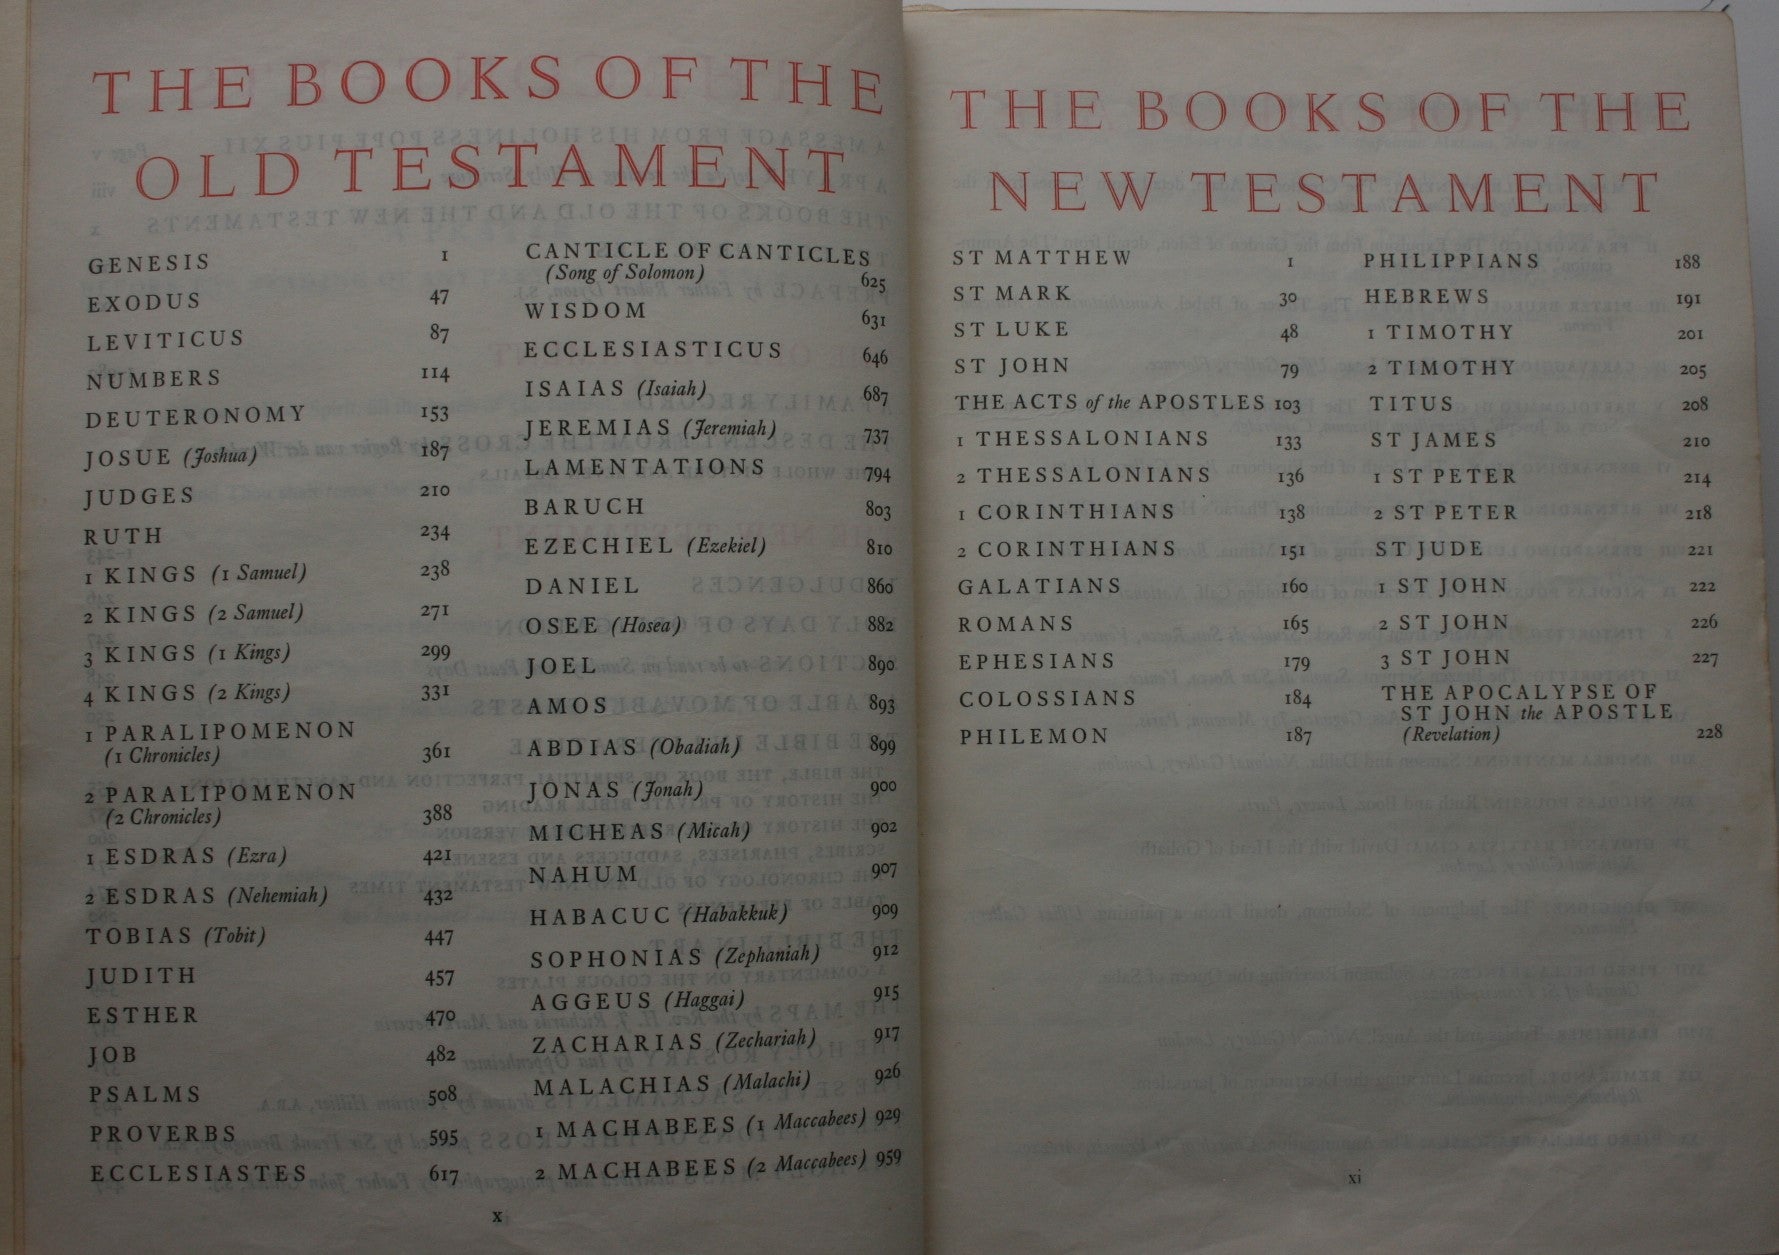 THE BOOKS OF THE
OLD TESTAMENT
GENESIS 1
EXODUS 47
LEVITICUS 87
NUMBERS 114
DEUTERONOMY 153
JOSUE (Joshua) 187
JUDGES 210
RUTH 234
1 KINGS (1 Samuel) 238
2 KINGS (2 Samuel) 271
3 KINGS (1 Kings) 299
4 KINGS (2 Kings) 331
1 PARALIPOMENON
(1 Chronicles) 361
2 PARALIPOMENON
(2 Chronicles) 388
1 ESDRAS (Ezra) 421
2 ESDRAS (Nehemiah) 432
TOBIAS (Tobit) 447
JUDITH 457
ESTHER 470
JOB 482
PSALMS 508
PROVERBS 595
ECCLESIASTES 617
CANTICLE OF CANTICLES
(Song of Solomon) 625
WISDOM 631
ECCLESIASTICUS 646
ISAIAS (Isaiah) 687
JEREMIAS (Jeremiah) 737
LAMENTATIONS 794
BARUCH 803
EZECHIEL (Ezekiel) 810
DANIEL 860
OSEE (Hosea) 882
JOEL 890
AMOS 893
ABDIAS (Obadiah) 899
JONAS (Jonah) 900
MICHEAS (Micah) 902
NAHUM 907
HABACUC (Habakkuk) 909
SOPHONIAS (Zephaniah) 912
AGGEUS (Haggai) 915
ZACHARIAS (Zechariah) 917
MALACHIAS (Malachi) 926
1 MACHABEES (1 Maccabees) 929
2 MACHABEES (2 Maccabees) 959
x
THE BOOKS OF THE
NEW TESTAMENT
ST MATTHEW 1
ST MARK 30
ST LUKE 48
ST JOHN 79
THE ACTS of the APOSTLES 103
1 THESSALONIANS 133
2 THESSALONIANS 136
1 CORINTHIANS 138
2 CORINTHIANS 151
GALATIANS 160
ROMANS 165
EPHESIANS 179
COLOSSIANS 184
PHILEMON 187
PHILIPPIANS 188
HEBREWS 191
1 TIMOTHY 201
2 TIMOTHY 205
TITUS 208
ST JAMES 210
1 ST PETER 214
2 ST PETER 218
ST JUDE 221
1 ST JOHN 222
2 ST JOHN 226
3 ST JOHN 227
THE APOCALYPSE OF
ST JOHN the APOSTLE
(Revelation) 228
xi